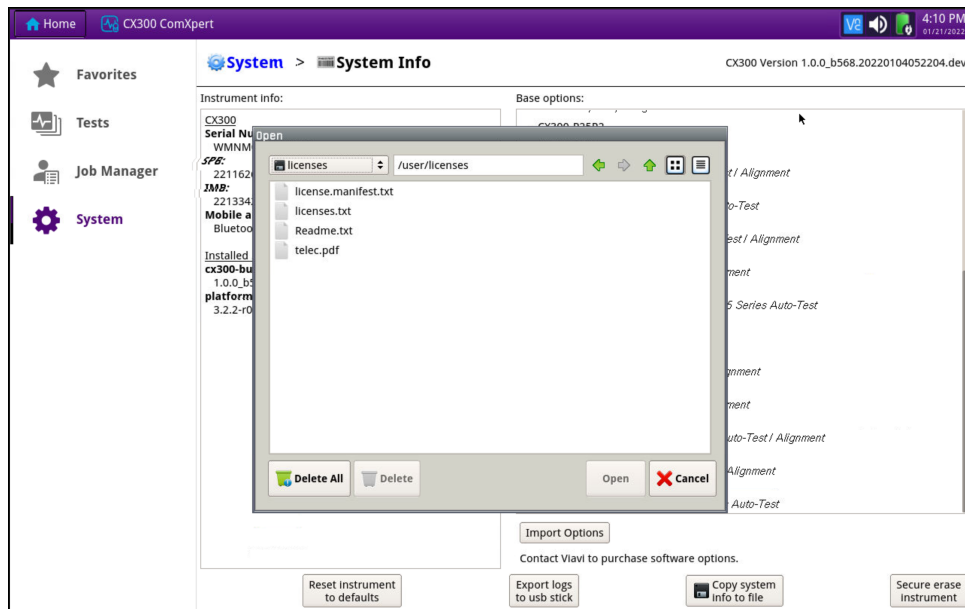 Home
CX300 ComXpert
4:10 PM
01/21/2022
Favorites
Tests
Job Manager
System
System > System Info
CX300 Version 1.0.0_b568.20220104052204.dev
Instrument info:
Base options:
CX300
Serial Nu
WMNM
SPB:
221162
IMB:
221334
Mobile a
Bluetoo
Installed
cx300-bu
1.0.0_b5
platform
3.2.2-r0
Open
licenses
/user/licenses
license.manifest.txt
licenses.txt
Readme.txt
telec.pdf
Delete All
Delete
Open
Cancel
t / Alignment
to-Test
est / Alignment
ment
5 Series Auto-Test
gnment
ment
uto-Test / Alignment
Alignment
Auto-Test
Import Options
Contact Viavi to purchase software options.
Reset instrument
to defaults
Export logs
to usb stick
Copy system
info to file
Secure erase
instrument